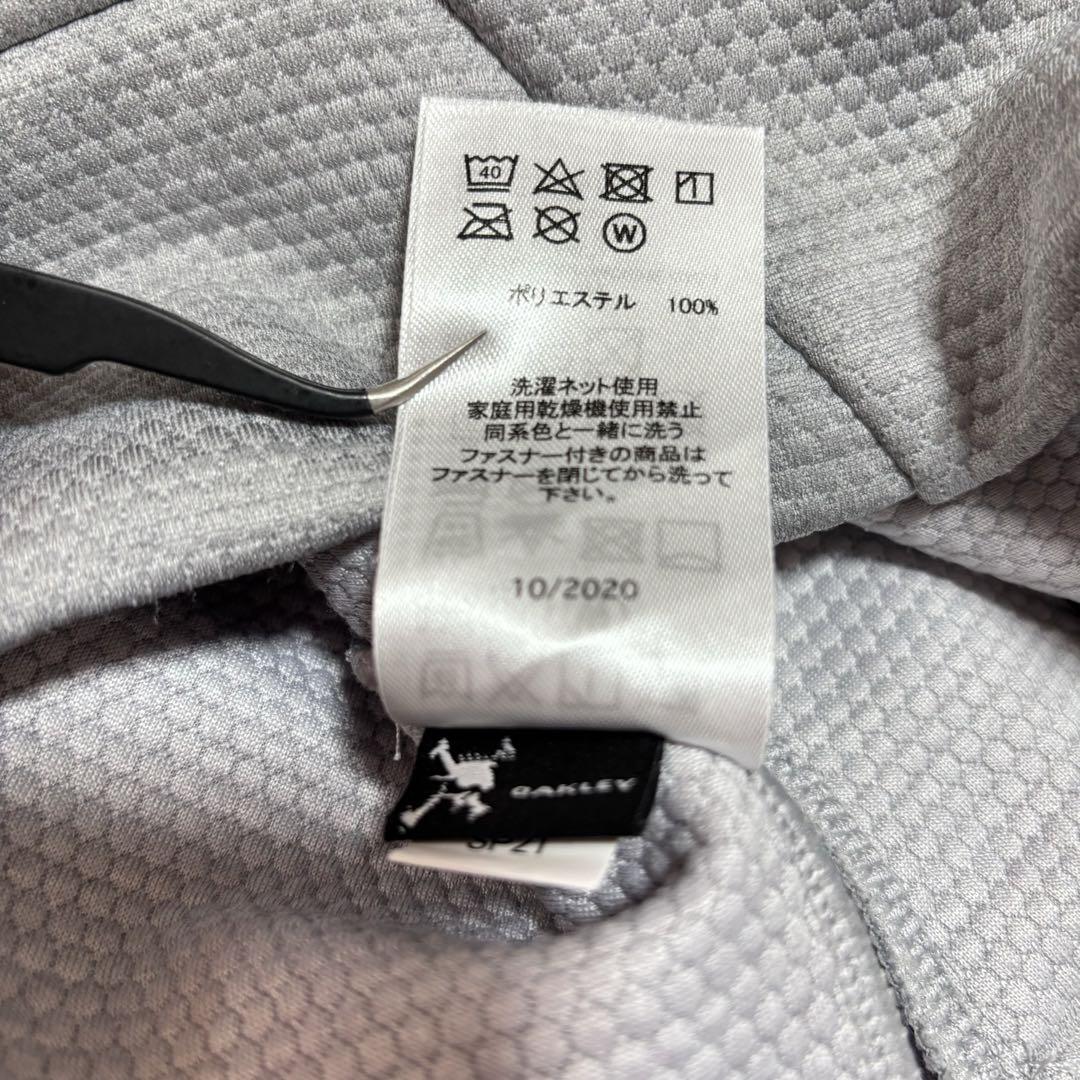 40
W
ポリエステル 100%
洗濯ネット使用
家庭用乾燥機使用禁止
同系色と一緒に洗う
ファスナー付きの商品は
ファスナーを閉じてから洗って
下さい。
10/2020
OAKLEY